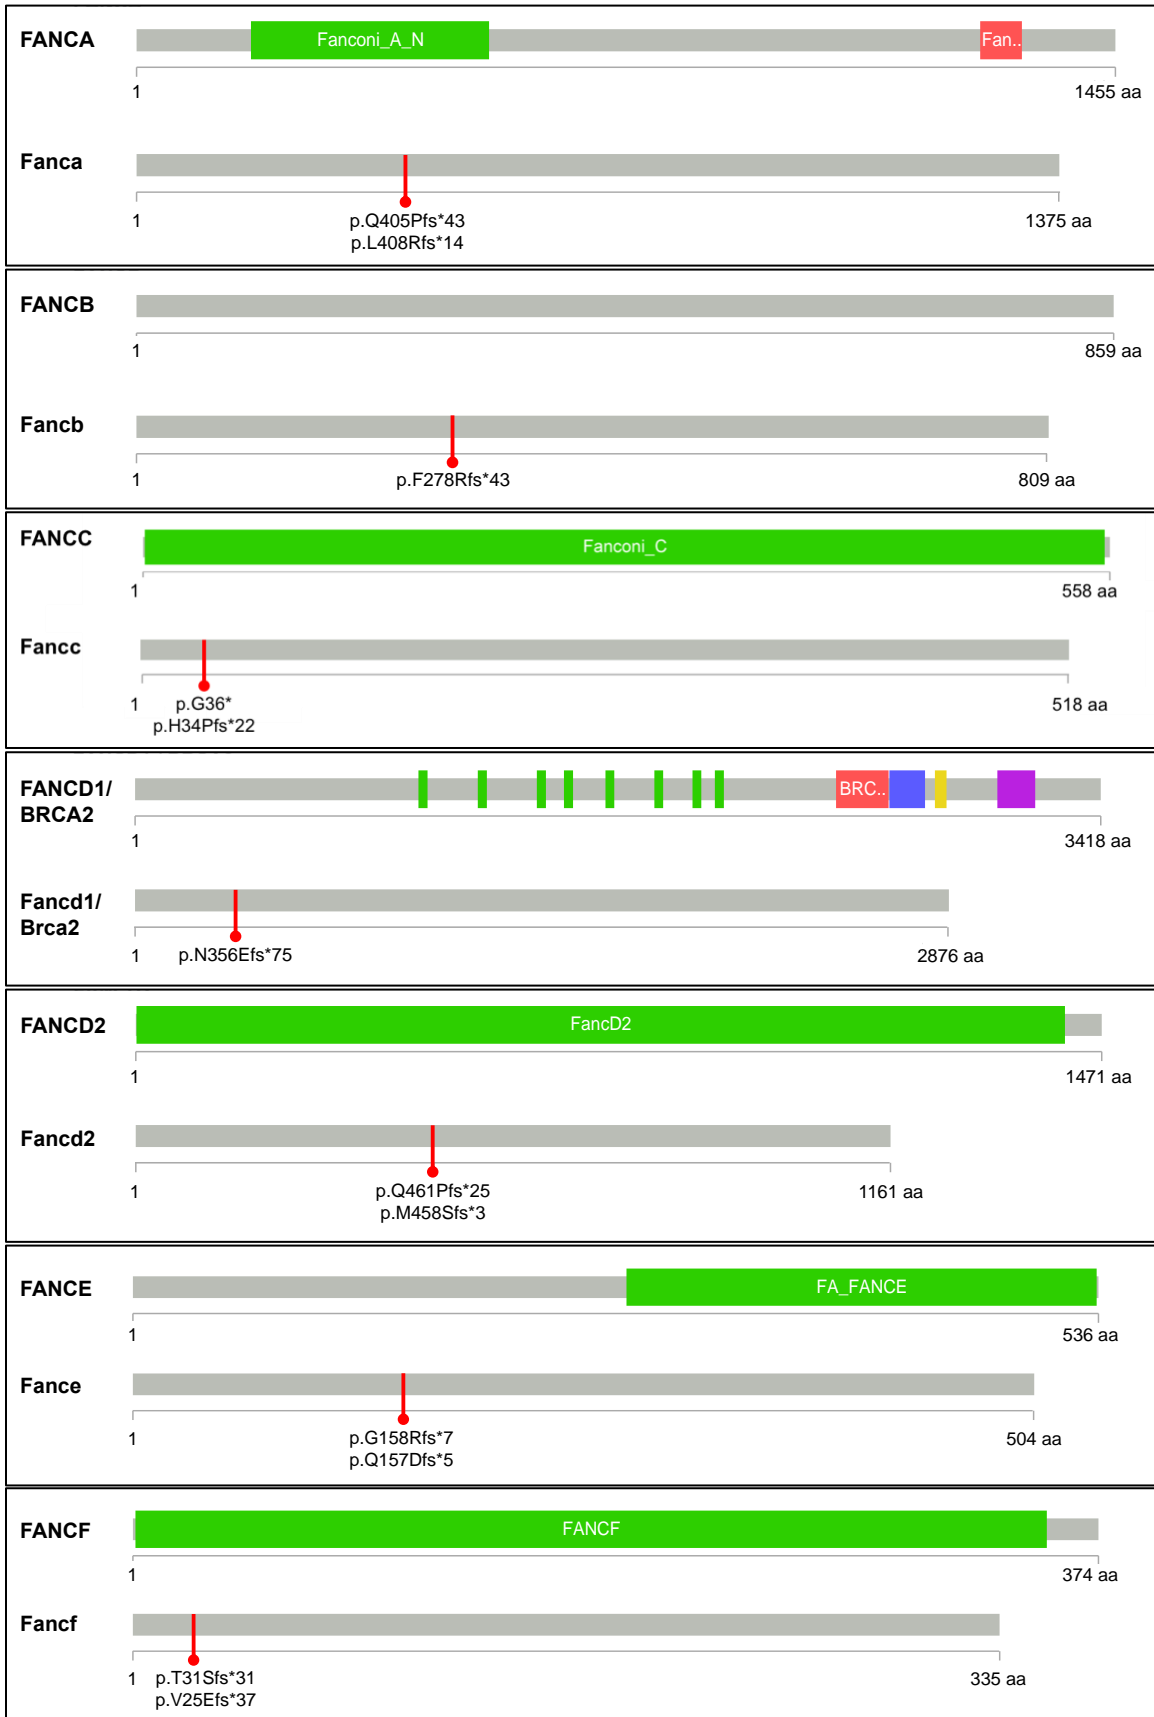 FANCA
Fanconi_A_N
Fan..
1
1455 aa
Fanca
1
p.Q405Pfs*43
1375 aa
p.L408Rfs*14
FANCB
1
859 aa
Fancb
1
p.F278Rfs*43
809 aa
FANCC
Fanconi_C
1
558 aa
Fancc
1
p.G36*
518 aa
p.H34Pfs*22
FANCD1/
BRCA2
BRC..
1
3418 aa
Fancd1/
Brca2
1
p.N356Efs*75
2876 aa
FANCD2
FancD2
1
1471 aa
Fancd2
1
p.Q461Pfs*25
1161 aa
p.M458Sfs*3
FANCE
FA_FANCE
1
536 aa
Fance
1
p.G158Rfs*7
504 aa
p.Q157Dfs*5
FANCF
FANCF
1
374 aa
Fancf
1
p.T31Sfs*31
335 aa
p.V25Efs*37